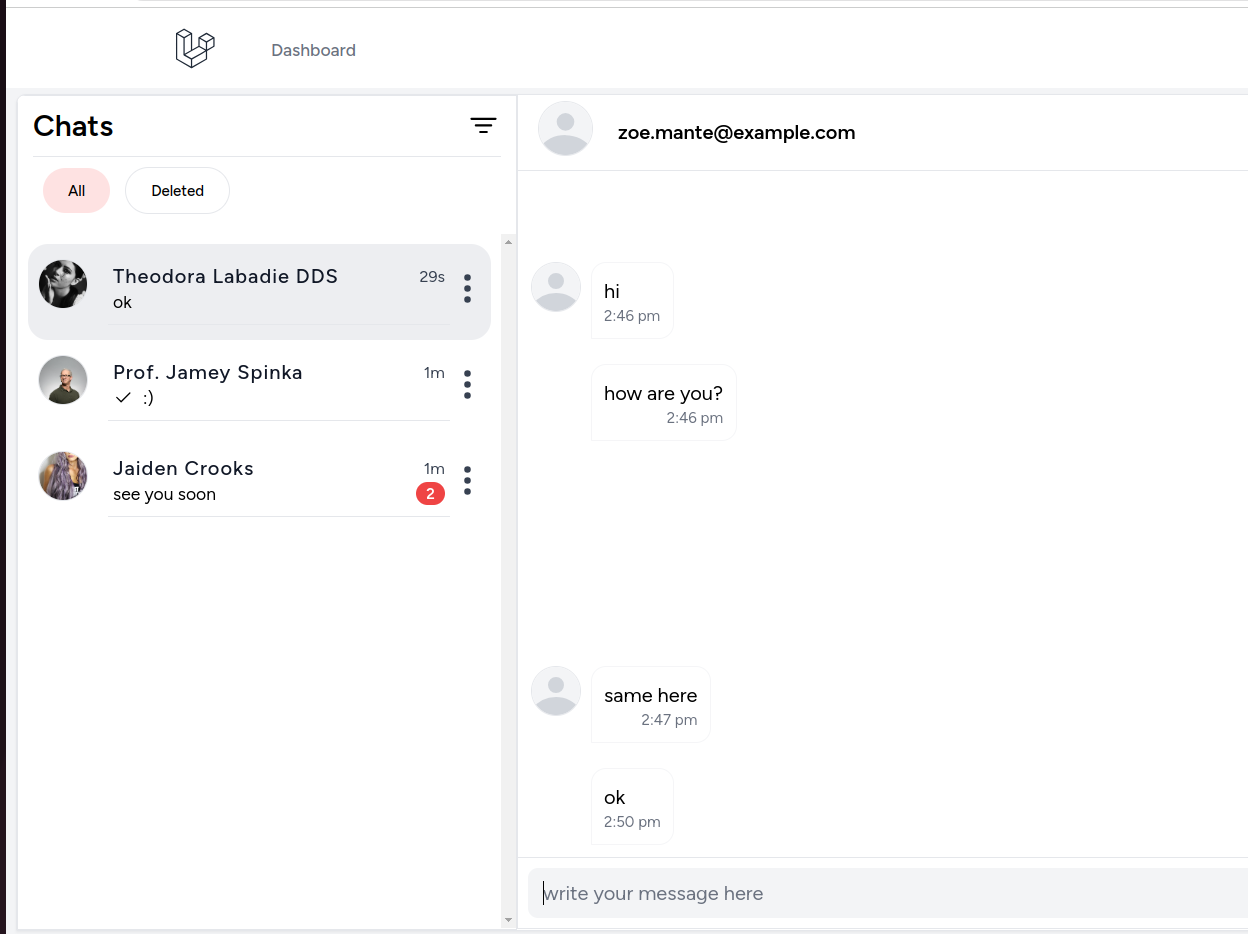 Dashboard
Chats
All
Deleted
Theodora Labadie DDS
29s
ok
Prof. Jamey Spinka
1m
:)
Jaiden Crooks
1m
see you soon
2
zoe.mante@example.com
hi
2:46 pm
how are you?
2:46 pm
same here
2:47 pm
ok
2:50 pm
write your message here